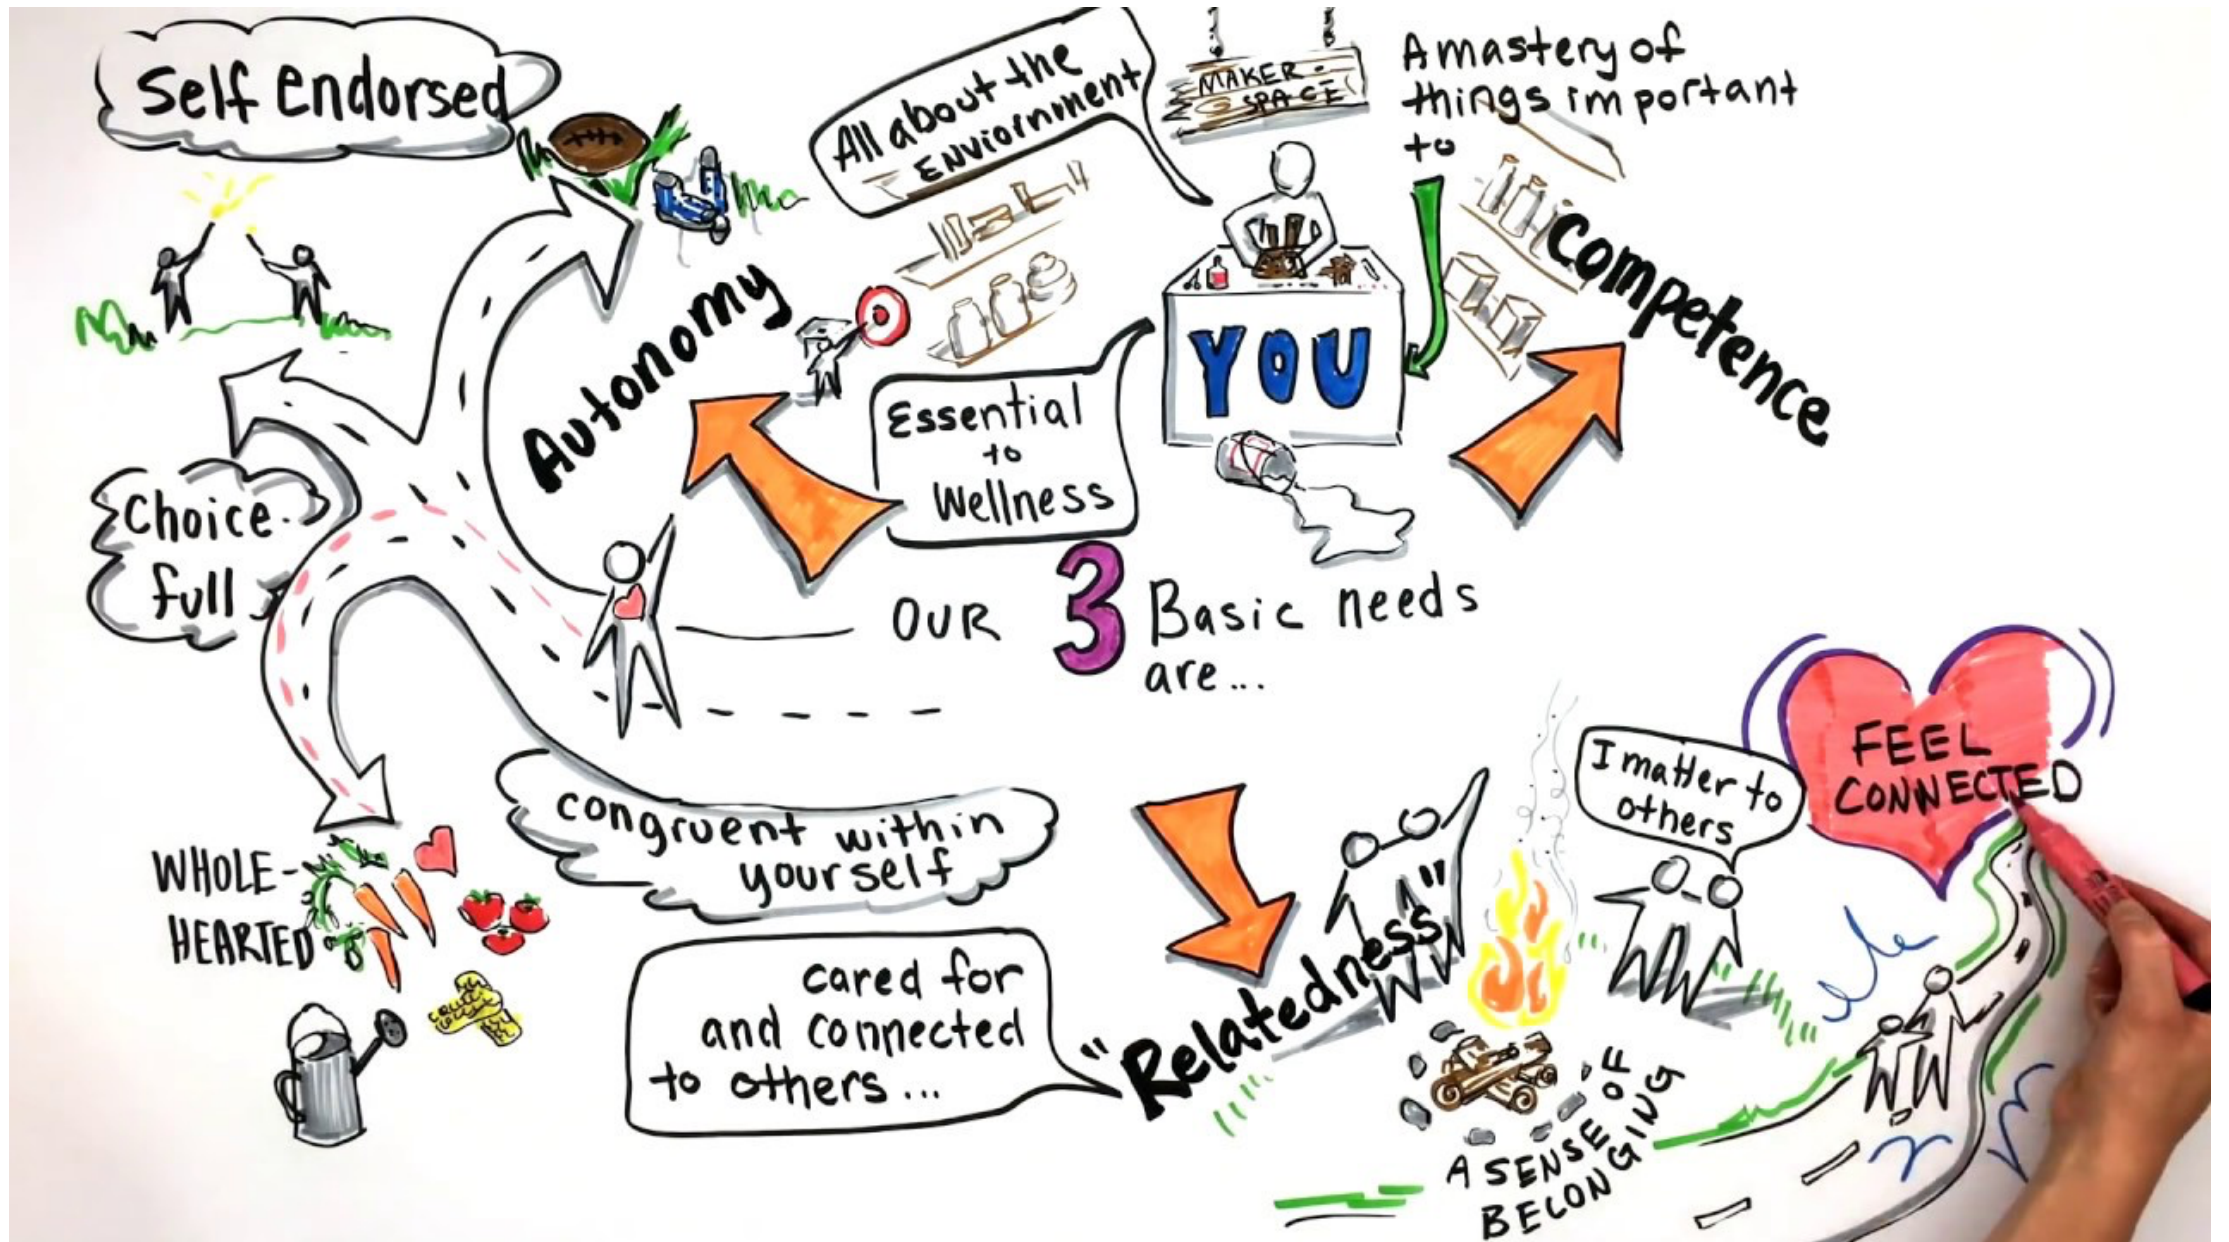 Self endorsed
All about the
ENViornment
MAKER-
SPACE
A mastery of
things important
to
Competence
Autonomy
YOU
Essential
to
Wellness
Choice-
full
OUR 3 Basic needs
are...
WHOLE-
HEARTED
congruent within
yourself
cared for
and connected
to others...
"Relatedness"
I matter to
others
FEEL
CONNECTED
A SENSE OF
BELONGING